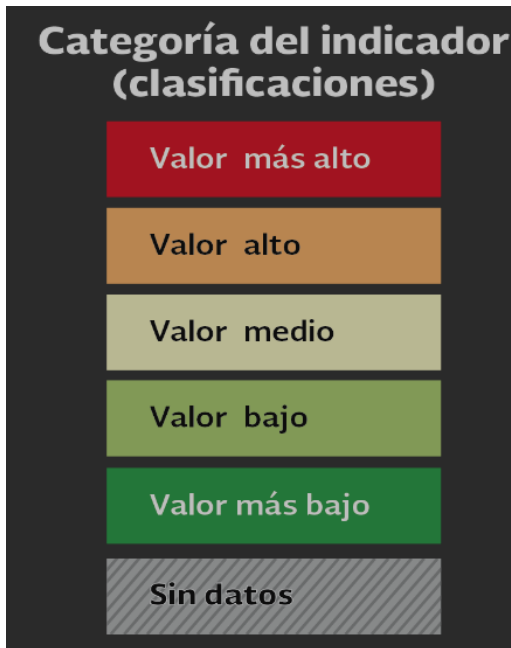 Categoría del indicador
(clasificaciones)
Valor más alto
Valor alto
Valor medio
Valor bajo
Valor más bajo
Sin datos